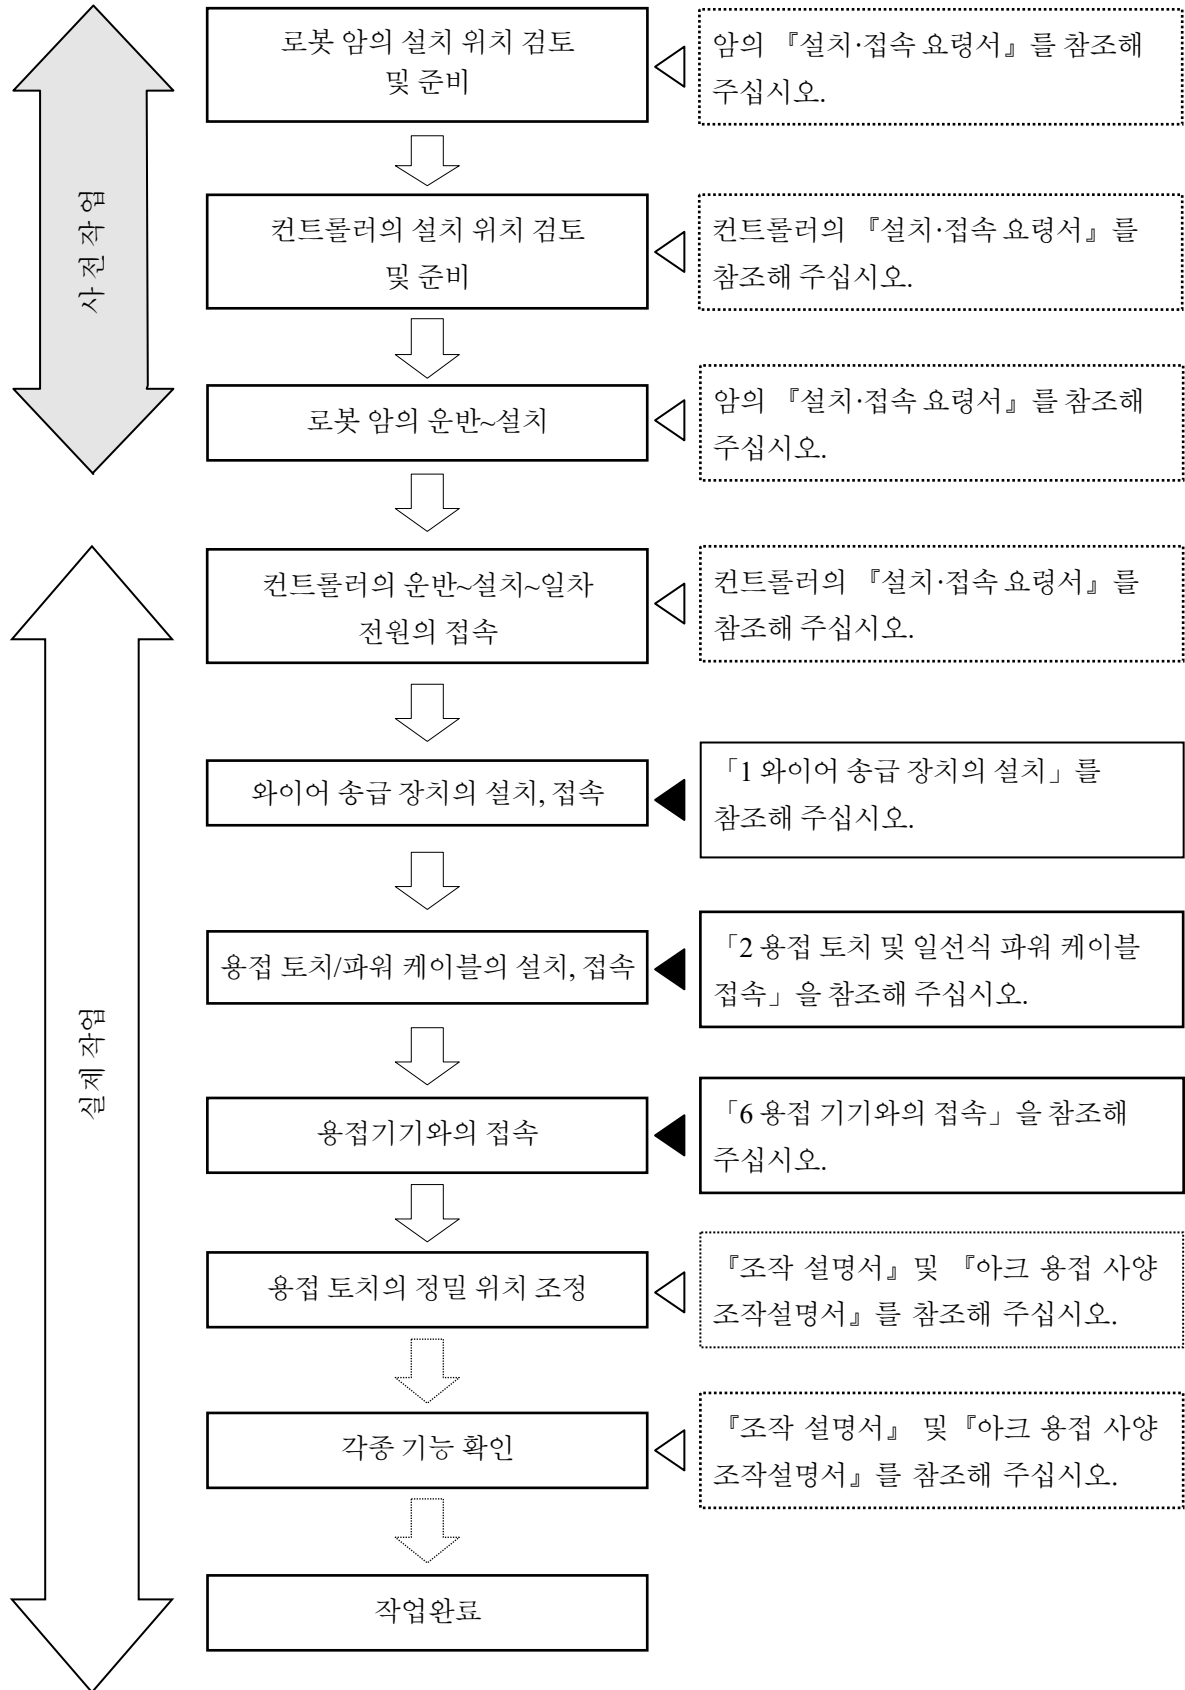 사전작업
로봇 암의 설치 위치 검토
및 준비
암의 『설치·접속 요령서』를 참조해
주십시오.
컨트롤러의 설치 위치 검토
및 준비
컨트롤러의 『설치·접속 요령서』를
참조해 주십시오.
로봇 암의 운반~설치
암의 『설치·접속 요령서』를 참조해
주십시오.
실제 작업
컨트롤러의 운반~설치~일차
전원의 접속
컨트롤러의 『설치·접속 요령서』를
참조해 주십시오.
와이어 송급 장치의 설치, 접속
「1 와이어 송급 장치의 설치」를
참조해 주십시오.
용접 토치/파워 케이블의 설치, 접속
「2 용접 토치 및 일선식 파워 케이블
접속」을 참조해 주십시오.
용접기기와의 접속
「6 용접 기기와의 접속」을 참조해
주십시오.
용접 토치의 정밀 위치 조정
『조작 설명서』및 『아크 용접 사양
조작설명서』를 참조해 주십시오.
각종 기능 확인
『조작 설명서』 및『아크 용접 사양
조작설명서』를 참조해 주십시오.
작업완료